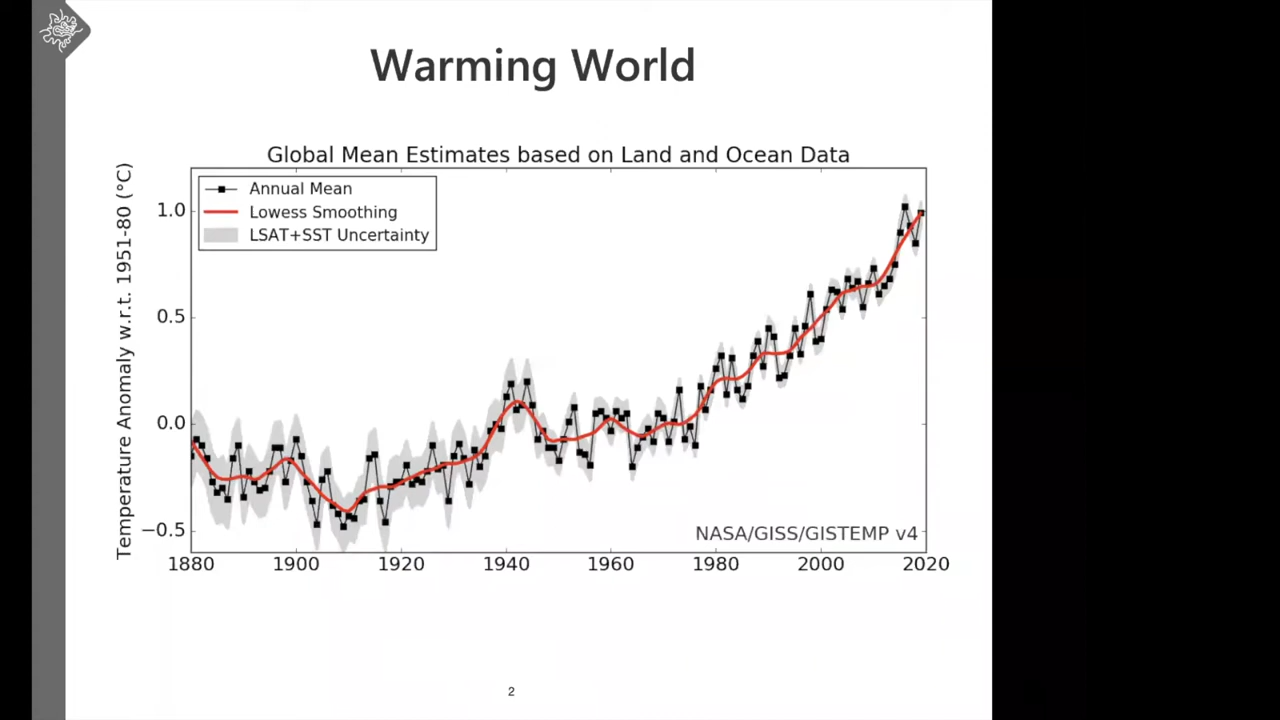 Warming World
Global Mean Estimates based on Land and Ocean Data
Temperature Anomaly w.r.t. 1951-80 (°C)
Annual Mean
Lowess Smoothing
LSAT+SST Uncertainty
1.0
0.5
0.0
−0.5
NASA/GISS/GISTEMP v4
1880 1900 1920 1940 1960 1980 2000 2020
2